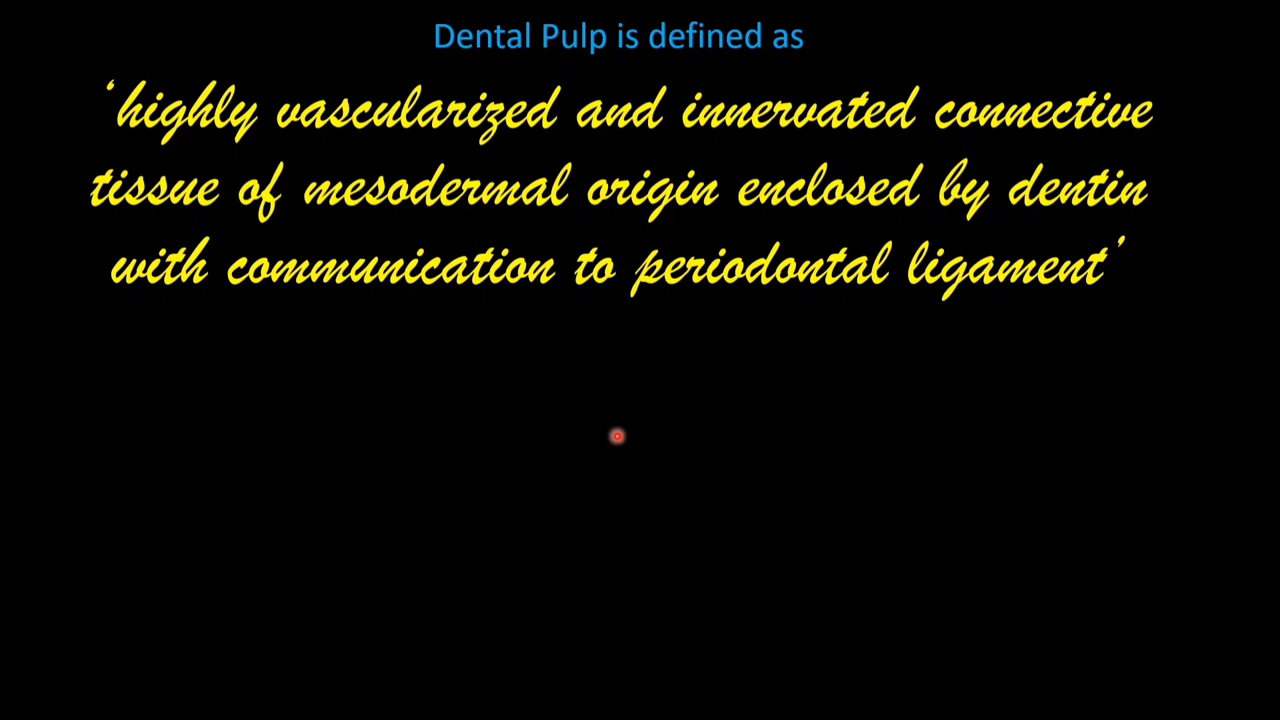 Dental Pulp is defined as
‘highly vascularized and innervated connective
tissue of mesodermal origin enclosed by dentin
with communication to periodontal ligament’